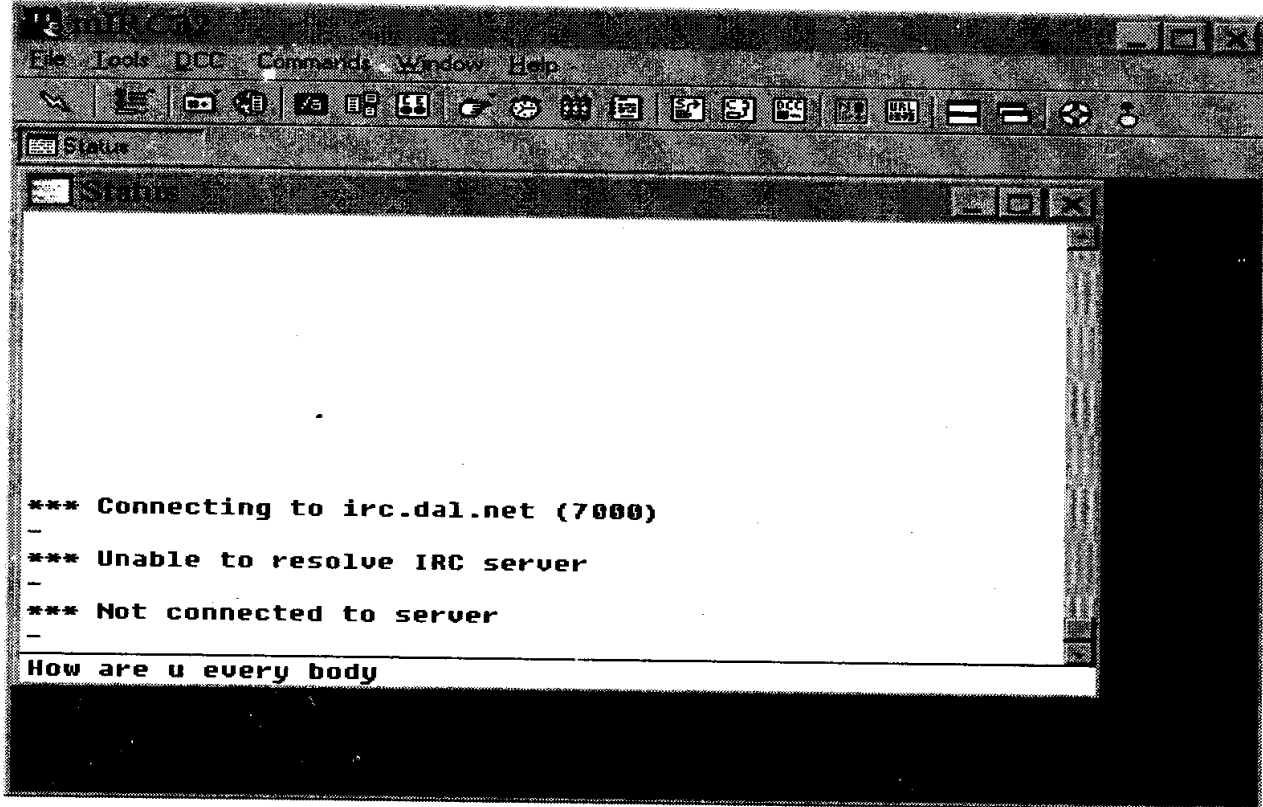 File Tools DCC Commands Window Help
Status
Status
*** Connecting to irc.dal.net (7000)
-
*** Unable to resolve IRC server
-
*** Not connected to server
-
How are u every body